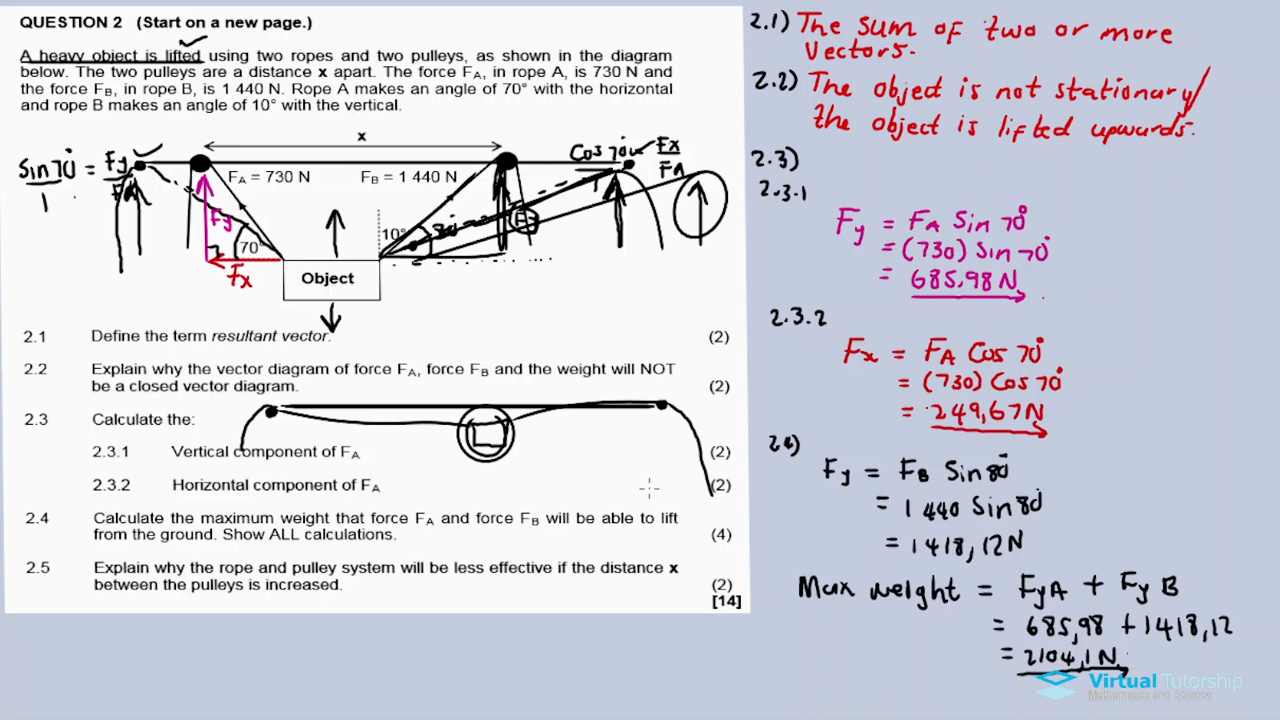 QUESTION 2 (Start on a new page.)
A heavy object is lifted using two ropes and two pulleys, as shown in the diagram
below. The two pulleys are a distance x apart. The force FA, in rope A, is 730 N and
the force FB, in rope B, is 1 440 N. Rope A makes an angle of 70° with the horizontal
and rope B makes an angle of 10° with the vertical.
x
Sin 70° = Fy
1
Cos 70° Fx
1 FA
FA = 730 N FB = 1 440 N
Fy
10° 80°
70°
Fx
Object
2.1 Define the term resultant vector. (2)
2.2 Explain why the vector diagram of force FA, force FB and the weight will NOT
be a closed vector diagram. (2)
2.3 Calculate the:
2.3.1 Vertical component of FA (2)
2.3.2 Horizontal component of FA (2)
2.4 Calculate the maximum weight that force FA and force FB will be able to lift
from the ground. Show ALL calculations. (4)
2.5 Explain why the rope and pulley system will be less effective if the distance x
between the pulleys is increased. (2)
[14]
2.1) The sum of two or more
Vectors.
2.2) The object is not stationary/
the object is lifted upwards.
2.3)
2.3.1
Fy = FA Sin 70°
= (730) Sin 70°
= 685,98 N
2.3.2
Fx = FA Cos 70°
= (730) Cos 70°
= 249,67 N
2.4)
Fy = FB Sin 80°
= 1 440 Sin 80°
= 1418,12 N
Max weight = FyA + FyB
= 685,98 + 1418,12
= 2104,1 N
Virtual Tutorship
Mathematics and Science